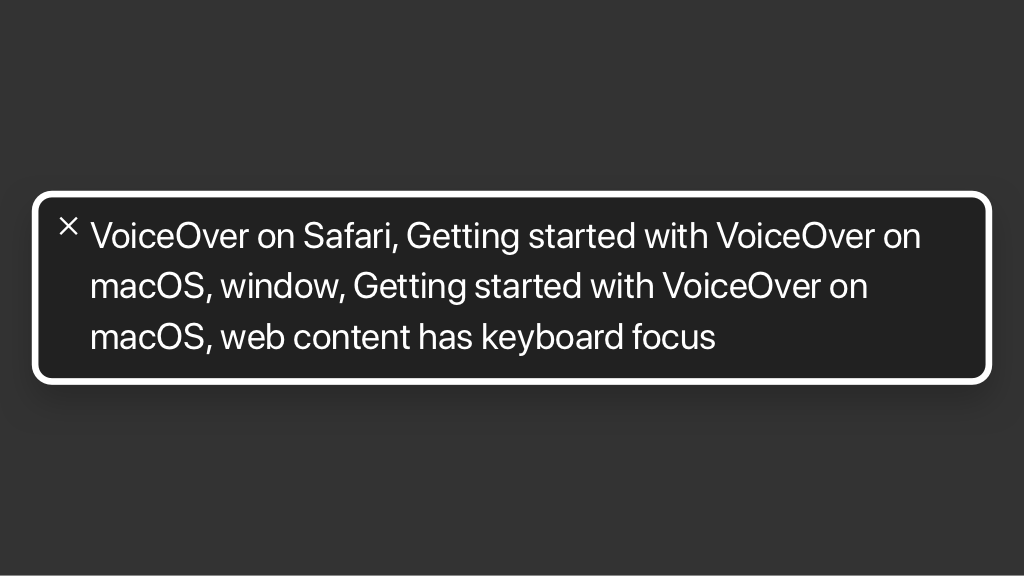 VoiceOver on Safari, Getting started with VoiceOver on
macOS, window, Getting started with VoiceOver on
macOS, web content has keyboard focus